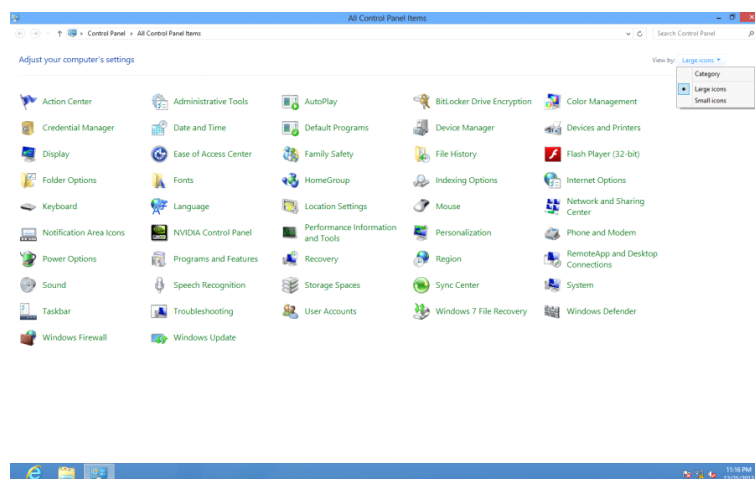 All Control Panel Items
Control Panel All Control Panel Items
Search Control Panel
Adjust your computer's settings
View by: Large icons
Category
Large icons
Small icons
Action Center
Administrative Tools
AutoPlay
BitLocker Drive Encryption
Color Management
Credential Manager
Date and Time
Default Programs
Device Manager
Devices and Printers
Display
Ease of Access Center
Family Safety
File History
Flash Player (32-bit)
Folder Options
Fonts
HomeGroup
Indexing Options
Internet Options
Keyboard
Language
Location Settings
Mouse
Network and Sharing
Center
Notification Area Icons
NVIDIA Control Panel
Performance Information
and Tools
Personalization
Phone and Modem
Power Options
Programs and Features
Recovery
Region
RemoteApp and Desktop
Connections
Sound
Speech Recognition
Storage Spaces
Sync Center
System
Taskbar
Troubleshooting
User Accounts
Windows 7 File Recovery
Windows Defender
Windows Firewall
Windows Update
11:16 PM